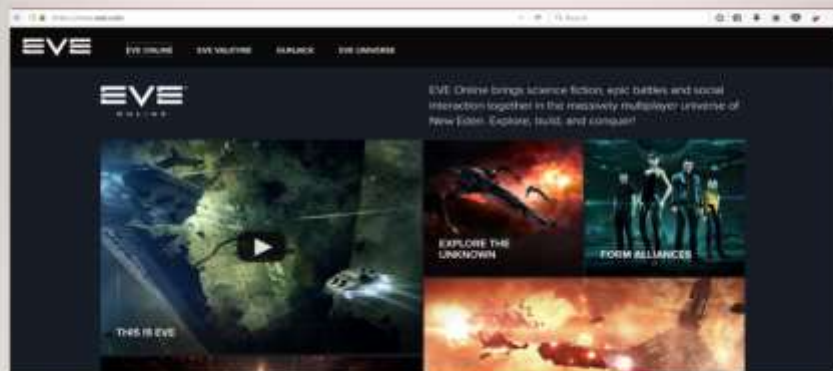 EVE
EVE ONLINE
EVE VALKYRIE
GUNJACK
EVE UNIVERSE
EVE
ONLINE
EVE Online brings science fiction, epic battles and social
interaction together in the massively multiplayer universe of
New Eden. Explore, build, and conquer!
EXPLORE THE
UNKNOWN
FORM ALLIANCES
THIS IS EVE